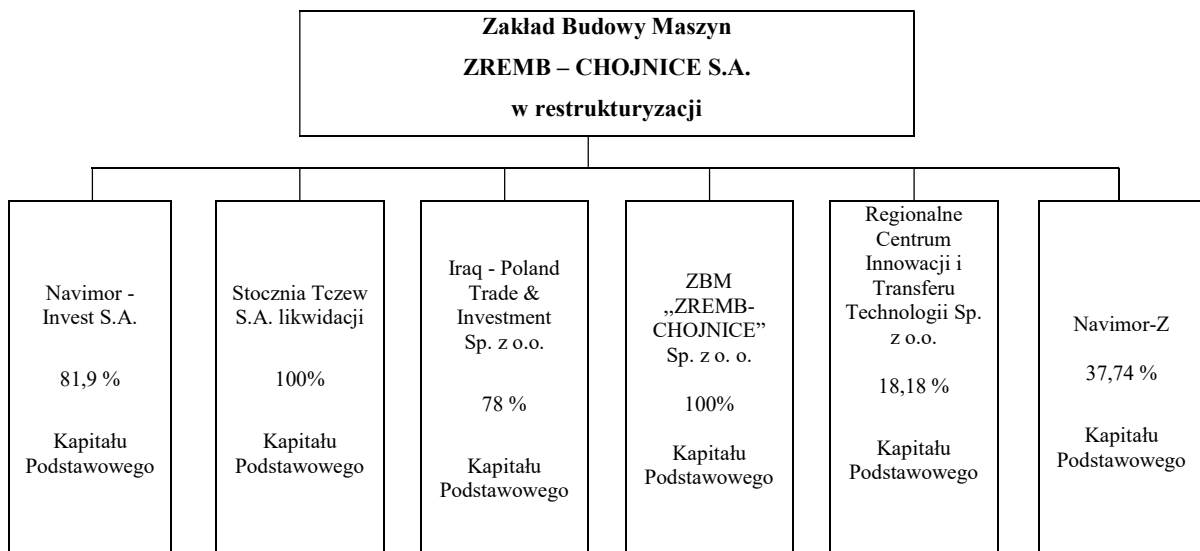 Zakład Budowy Maszyn
ZREMB – CHOJNICE S.A.
w restrukturyzacji
Navimor -
Invest S.A.
81,9 %
Kapitału
Podstawowego
Stocznia Tczew
S.A. likwidacji
100%
Kapitału
Podstawowego
Iraq - Poland
Trade &
Investment
Sp. z o.o.
78 %
Kapitału
Podstawowego
ZBM
„ZREMB-
CHOJNICE”
Sp. z o. o.
100%
Kapitału
Podstawowego
Regionalne
Centrum
Innowacji i
Transferu
Technologii Sp.
z o.o.
18,18 %
Kapitału
Podstawowego
Navimor-Z
37,74 %
Kapitału
Podstawowego